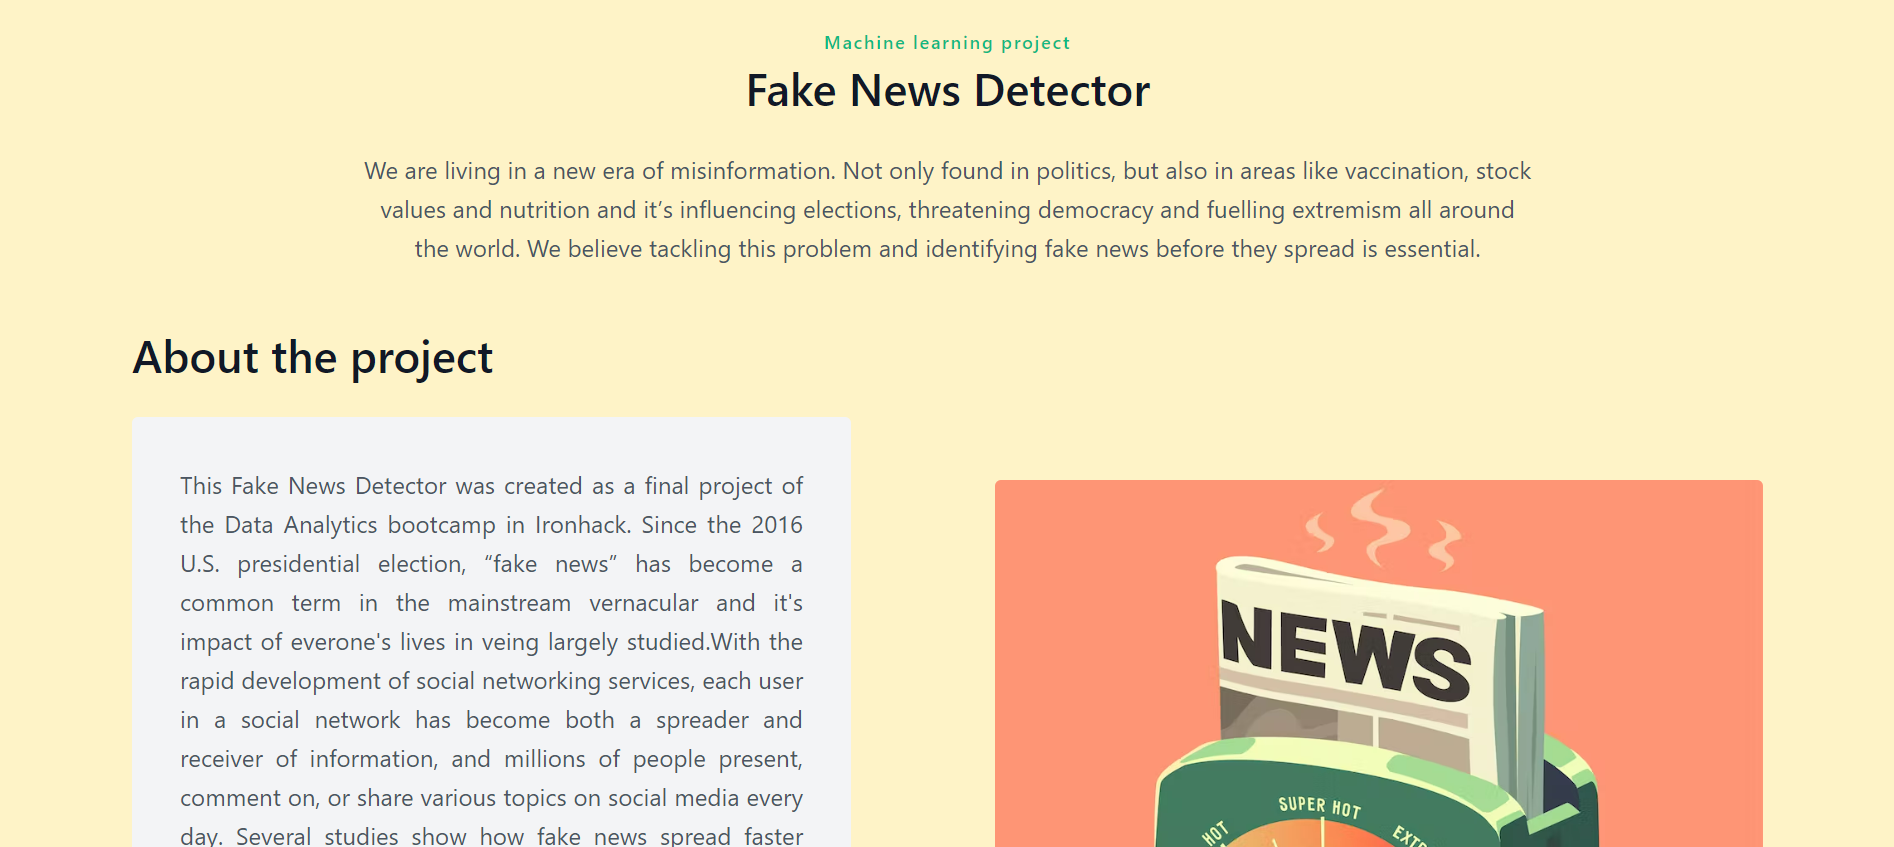 Machine learning project
Fake News Detector
We are living in a new era of misinformation. Not only found in politics, but also in areas like vaccination, stock
values and nutrition and it’s influencing elections, threatening democracy and fuelling extremism all around
the world. We believe tackling this problem and identifying fake news before they spread is essential.
About the project
This Fake News Detector was created as a final project of
the Data Analytics bootcamp in Ironhack. Since the 2016
U.S. presidential election, “fake news” has become a
common term in the mainstream vernacular and it's
impact of everone's lives in veing largely studied.With the
rapid development of social networking services, each user
in a social network has become both a spreader and
receiver of information, and millions of people present,
comment on, or share various topics on social media every
day. Several studies show how fake news spread faster
NEWS
HOT
SUPER HOT